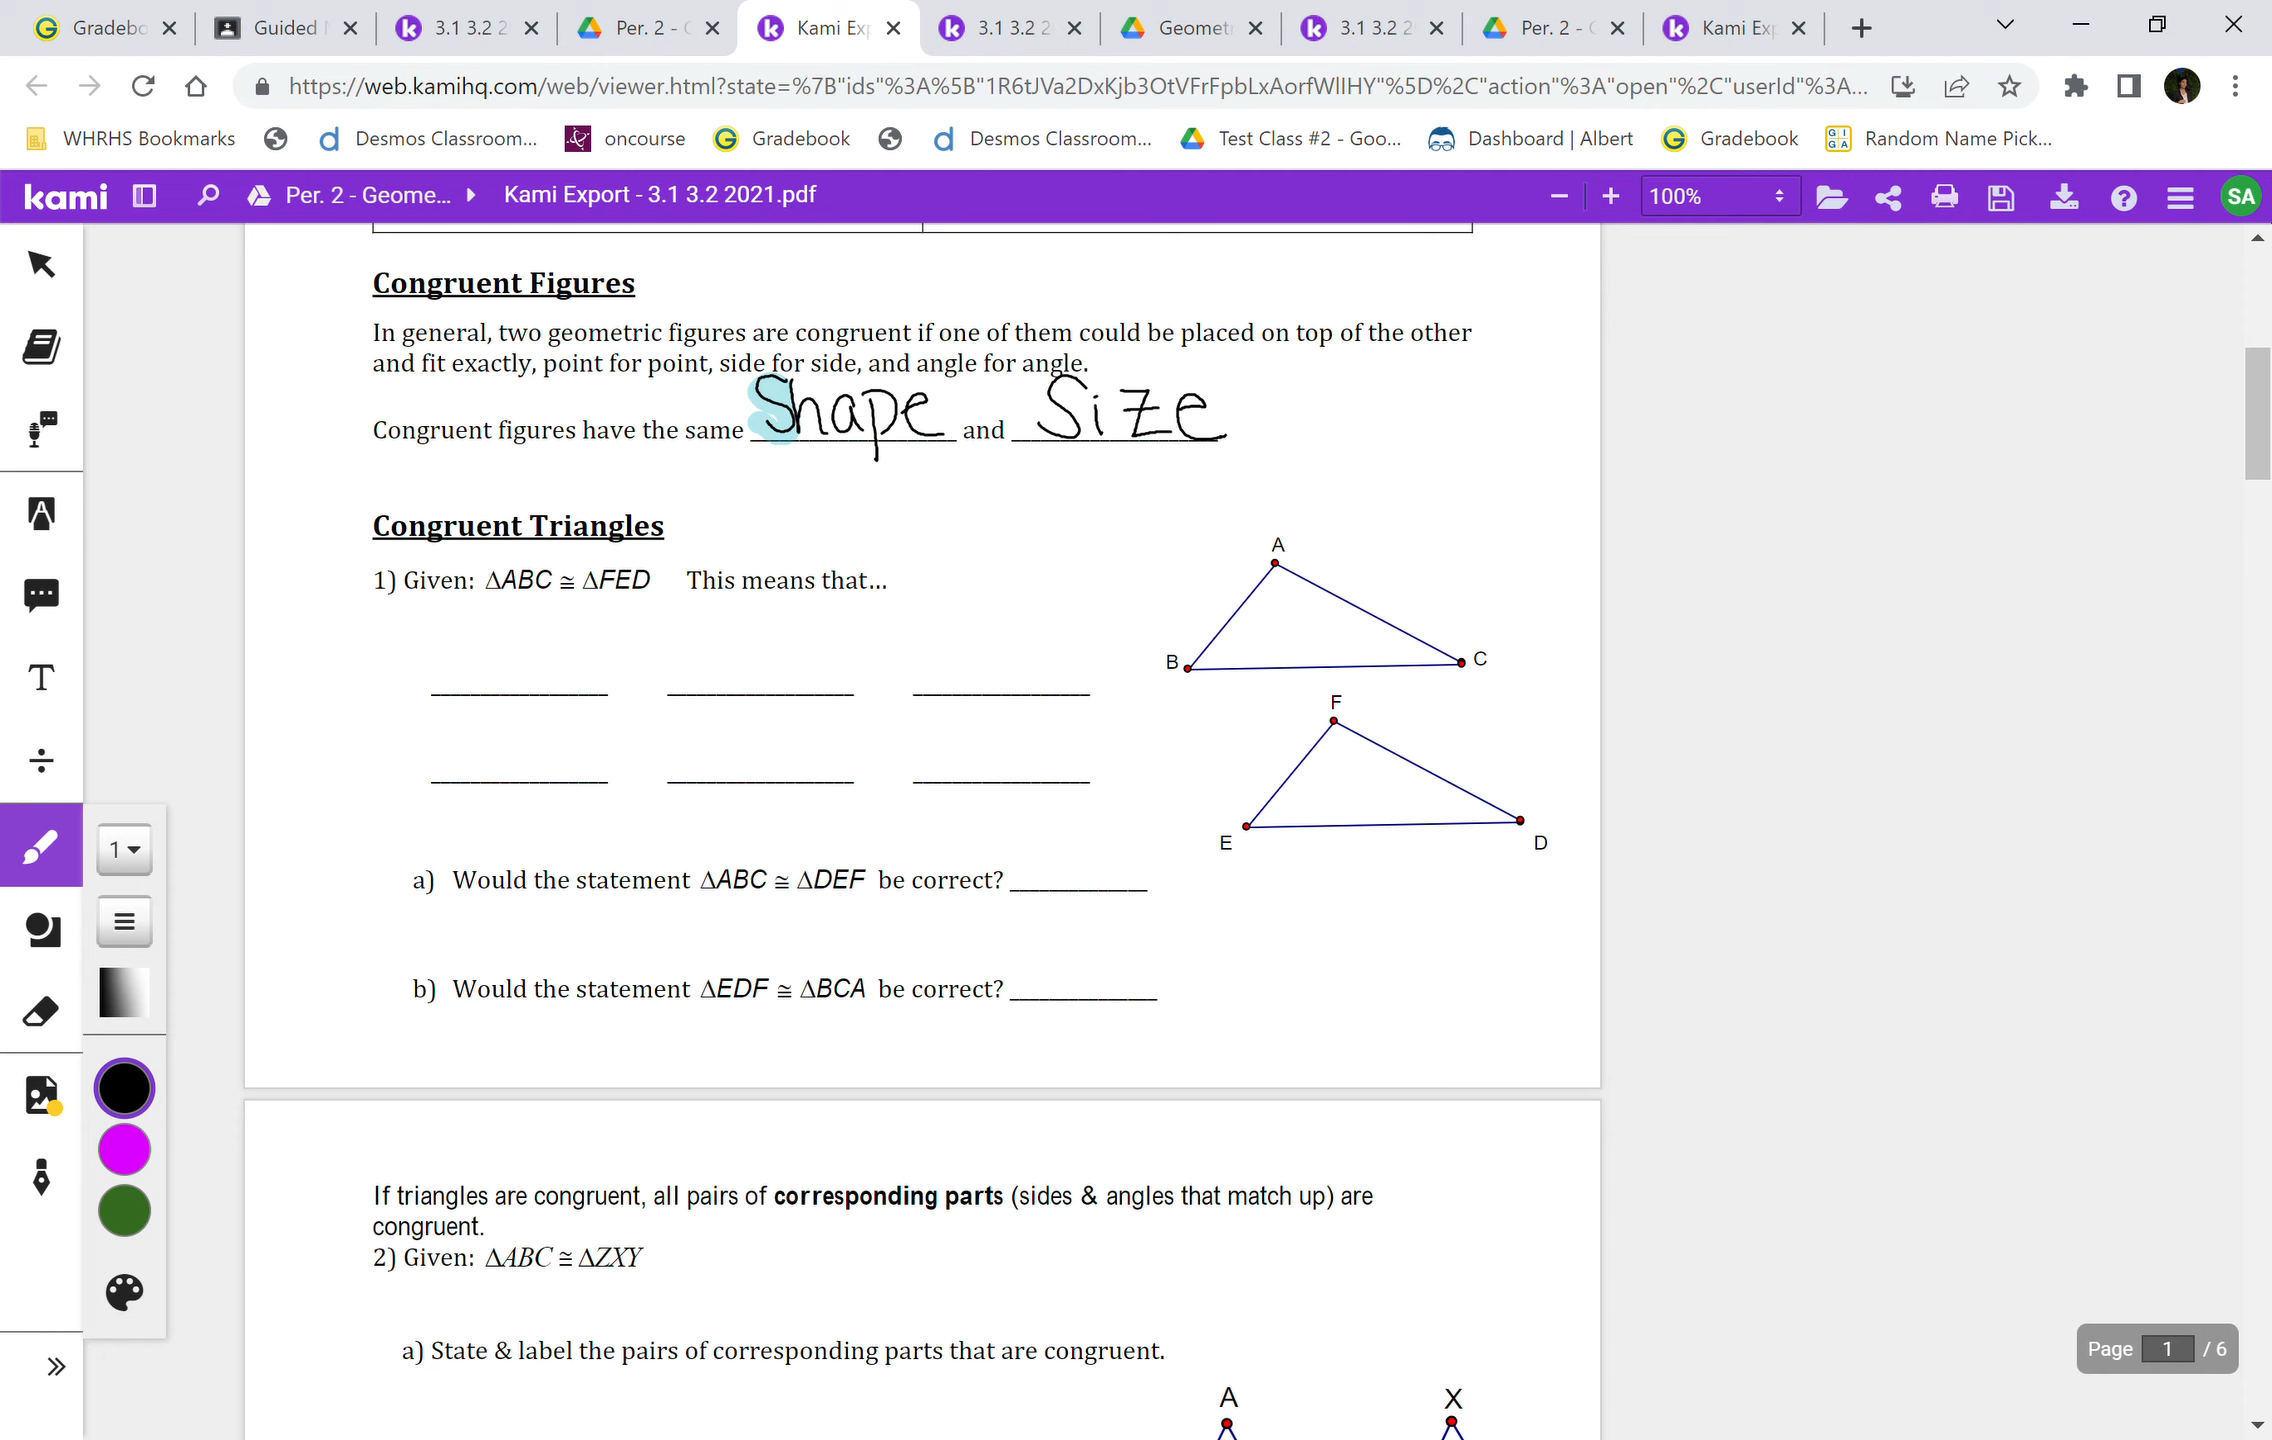 Gradebo
Guided
3.1 3.2 2
Per. 2 -
Kami Ex
3.1 3.2 2
Geomet
3.1 3.2 2
Per. 2 -
Kami Ex
https://web.kamihq.com/web/viewer.html?state=%7B"ids"%3A%5B"1R6tJVa2DxKjb3OtVFrFpbLxAorfWlIHY"%5D%2C"action"%3A"open"%2C"userId"%3A...
WHRHS Bookmarks
Desmos Classroom...
oncourse
Gradebook
Desmos Classroom...
Test Class #2 - Goo...
Dashboard | Albert
Gradebook
Random Name Pick...
kami
Per. 2 - Geome...
Kami Export - 3.1 3.2 2021.pdf
100%
SA
Congruent Figures
In general, two geometric figures are congruent if one of them could be placed on top of the other
and fit exactly, point for point, side for side, and angle for angle.
Congruent figures have the same Shape and Size
Congruent Triangles
1) Given: ΔABC ≅ ΔFED This means that...
A
B
C
F
E
D
a) Would the statement ΔABC ≅ ΔDEF be correct? ______________
b) Would the statement ΔEDF ≅ ΔBCA be correct? _______________
1
If triangles are congruent, all pairs of corresponding parts (sides & angles that match up) are
congruent.
2) Given: ΔABC ≅ ΔZXY
a) State & label the pairs of corresponding parts that are congruent.
A
X
Page 1 / 6